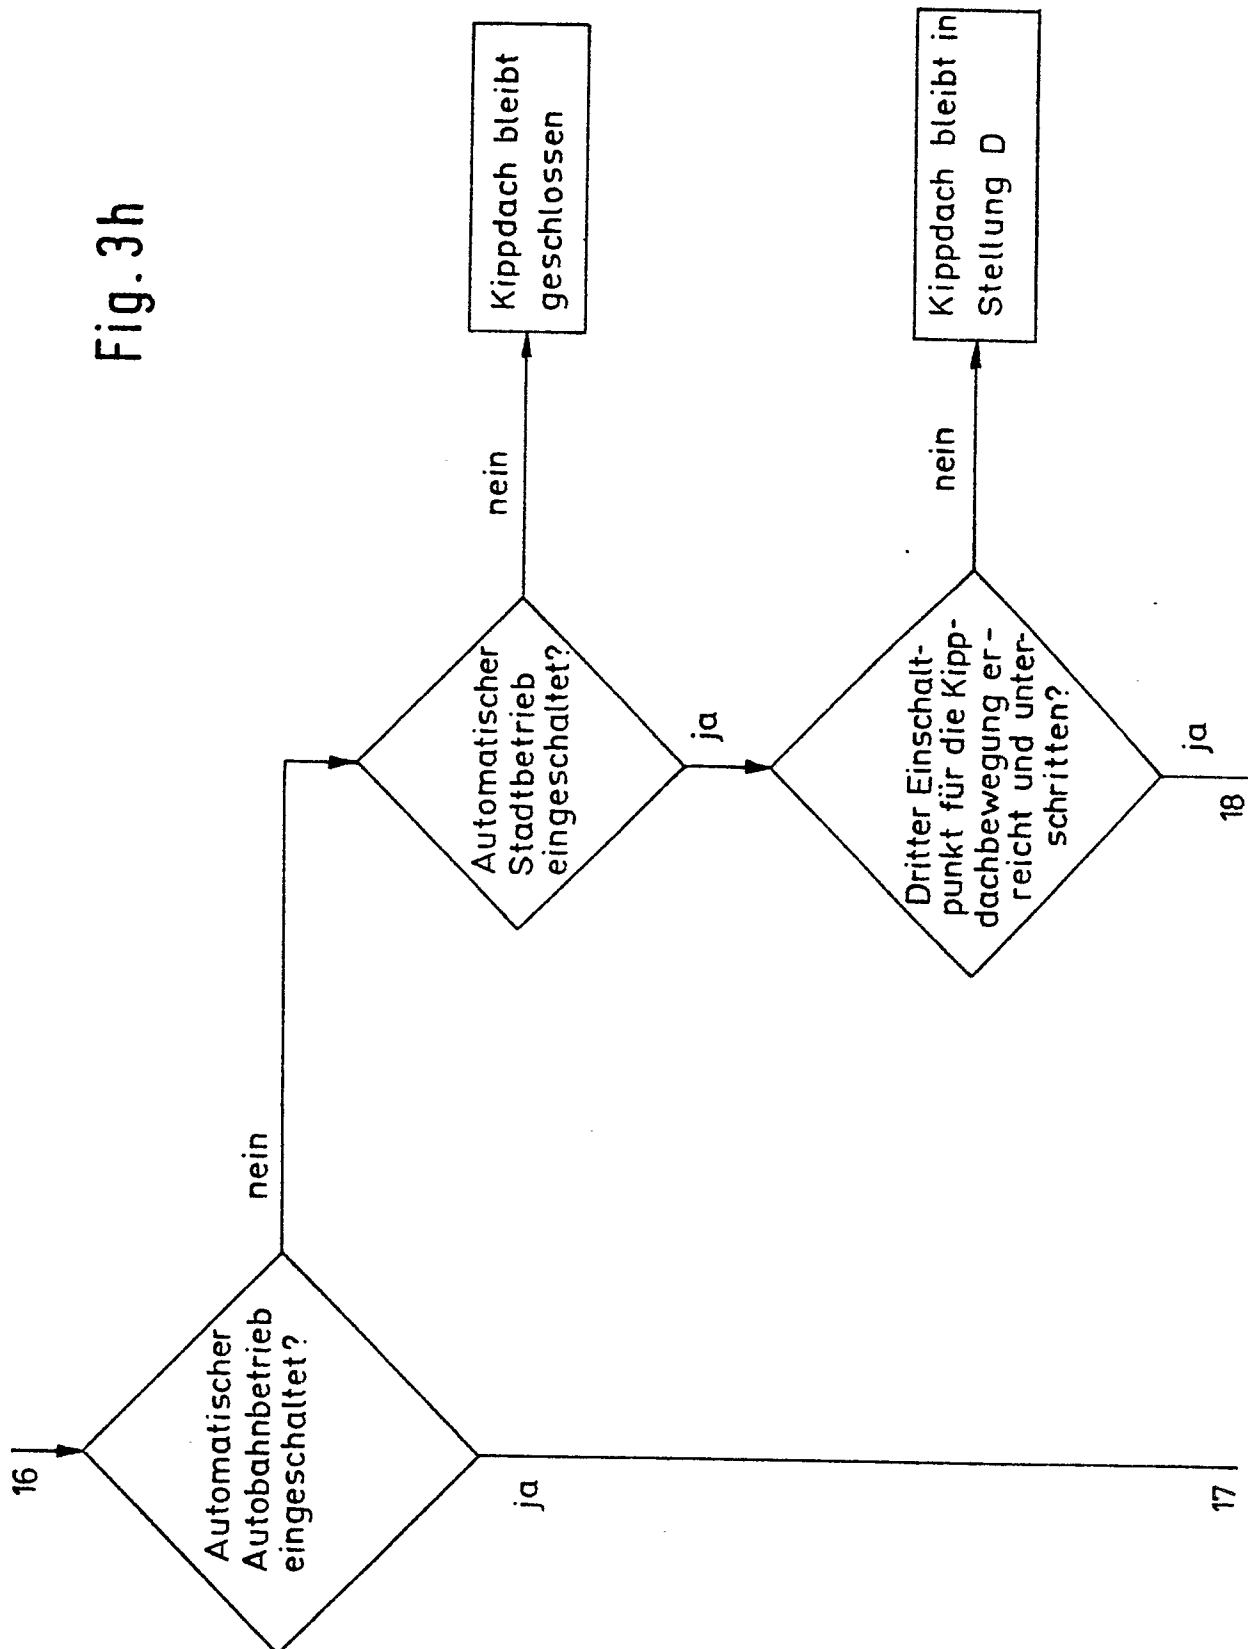 Fig. 3h
16
Automatischer
Autobahnbetrieb
eingeschaltet?
nein
ja
17
Automatischer
Stadtbetrieb
eingeschaltet?
nein
Kippdach bleibt
geschlossen
ja
Dritter Einschalt-
punkt für die Kipp-
dachbewegung er-
reicht und unter-
schritten?
nein
Kippdach bleibt in
Stellung D
ja
18